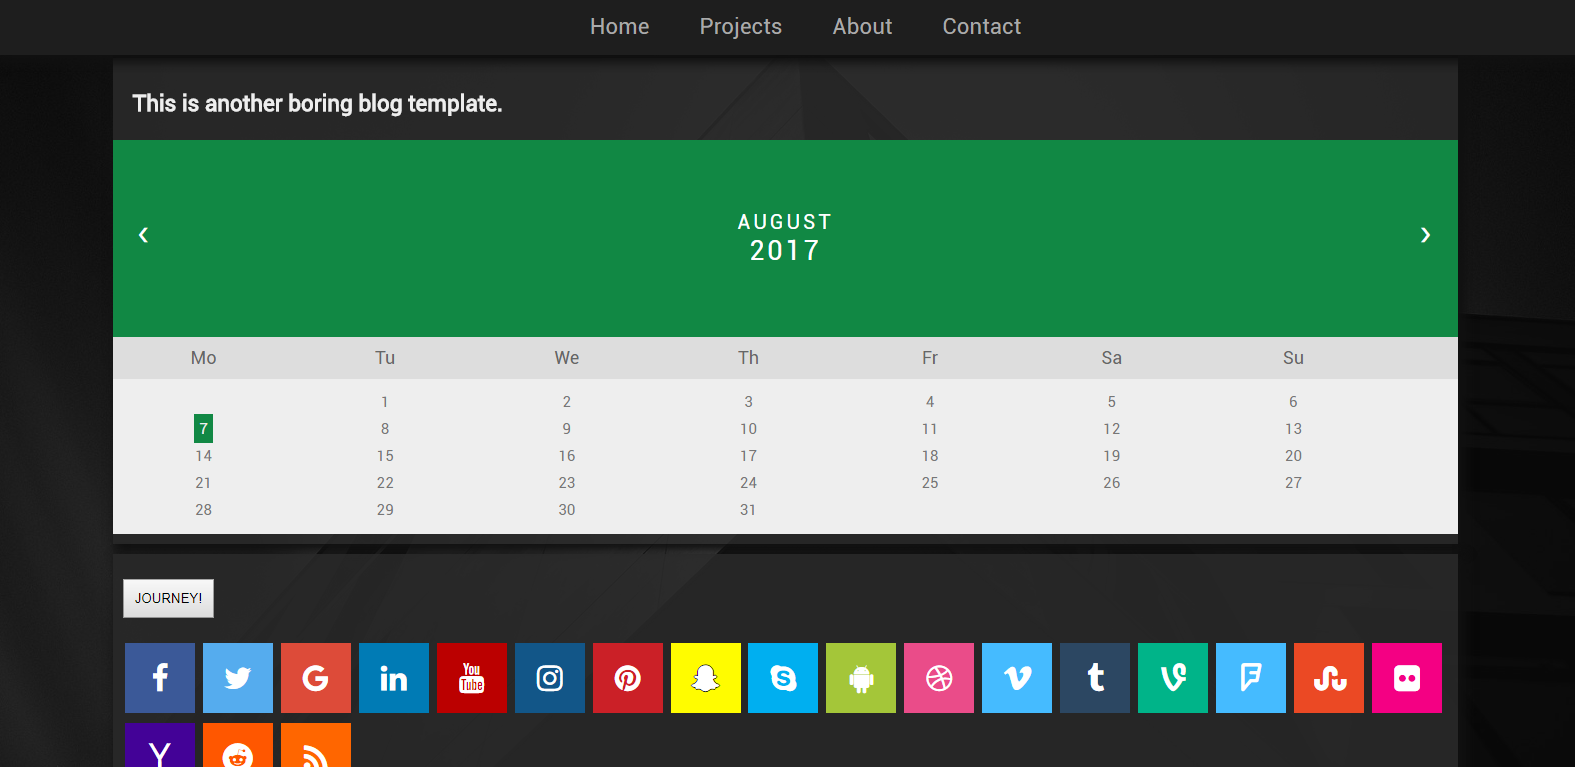 Home Projects About Contact
This is another boring blog template.
‹ AUGUST ›
2017
Mo Tu We Th Fr Sa Su
1 2 3 4 5 6
7 8 9 10 11 12 13
14 15 16 17 18 19 20
21 22 23 24 25 26 27
28 29 30 31
JOURNEY!
f G in You Tube t Y